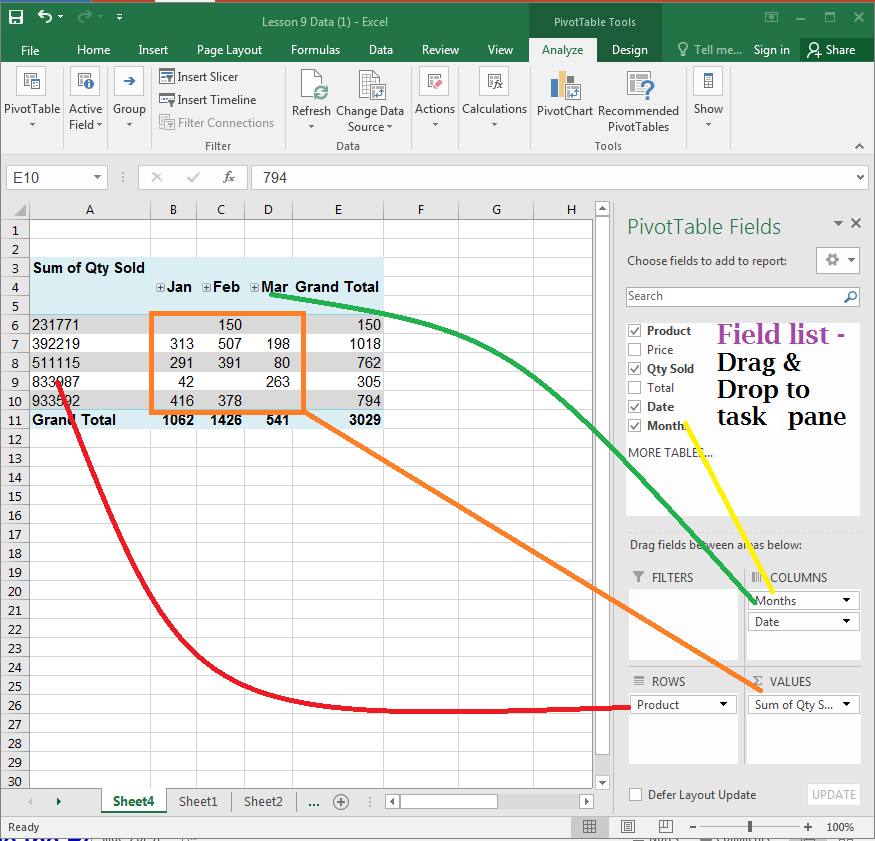 Lesson 9 Data (1) - Excel
PivotTable Tools
File Home Insert Page Layout Formulas Data Review View Analyze Design Tell me... Sign in Share
PivotTable
Active Field
Group
Insert Slicer
Insert Timeline
Filter Connections
Filter
Refresh
Change Data Source
Data
Actions
Calculations
PivotChart
Recommended PivotTables
Tools
Show
E10 fx 794
A B C D E F G H
1
2
3 Sum of Qty Sold
4 Jan Feb Mar Grand Total
5
6 231771 150 150
7 392219 313 507 198 1018
8 511115 291 391 80 762
9 833987 42 263 305
10 933592 416 378 794
11 Grand Total 1062 1426 541 3029
12
13
14
15
16
17
18
19
20
21
22
23
24
25
26
27
28
29
30
PivotTable Fields
Choose fields to add to report:
Search
Product
Price
Qty Sold
Total
Date
Months
MORE TABLES...
Field list -
Drag &
Drop to
task pane
Drag fields between areas below:
FILTERS
COLUMNS
Months
Date
ROWS
Product
Σ VALUES
Sum of Qty S...
Defer Layout Update
UPDATE
Sheet4 Sheet1 Sheet2 ...
Ready
100%